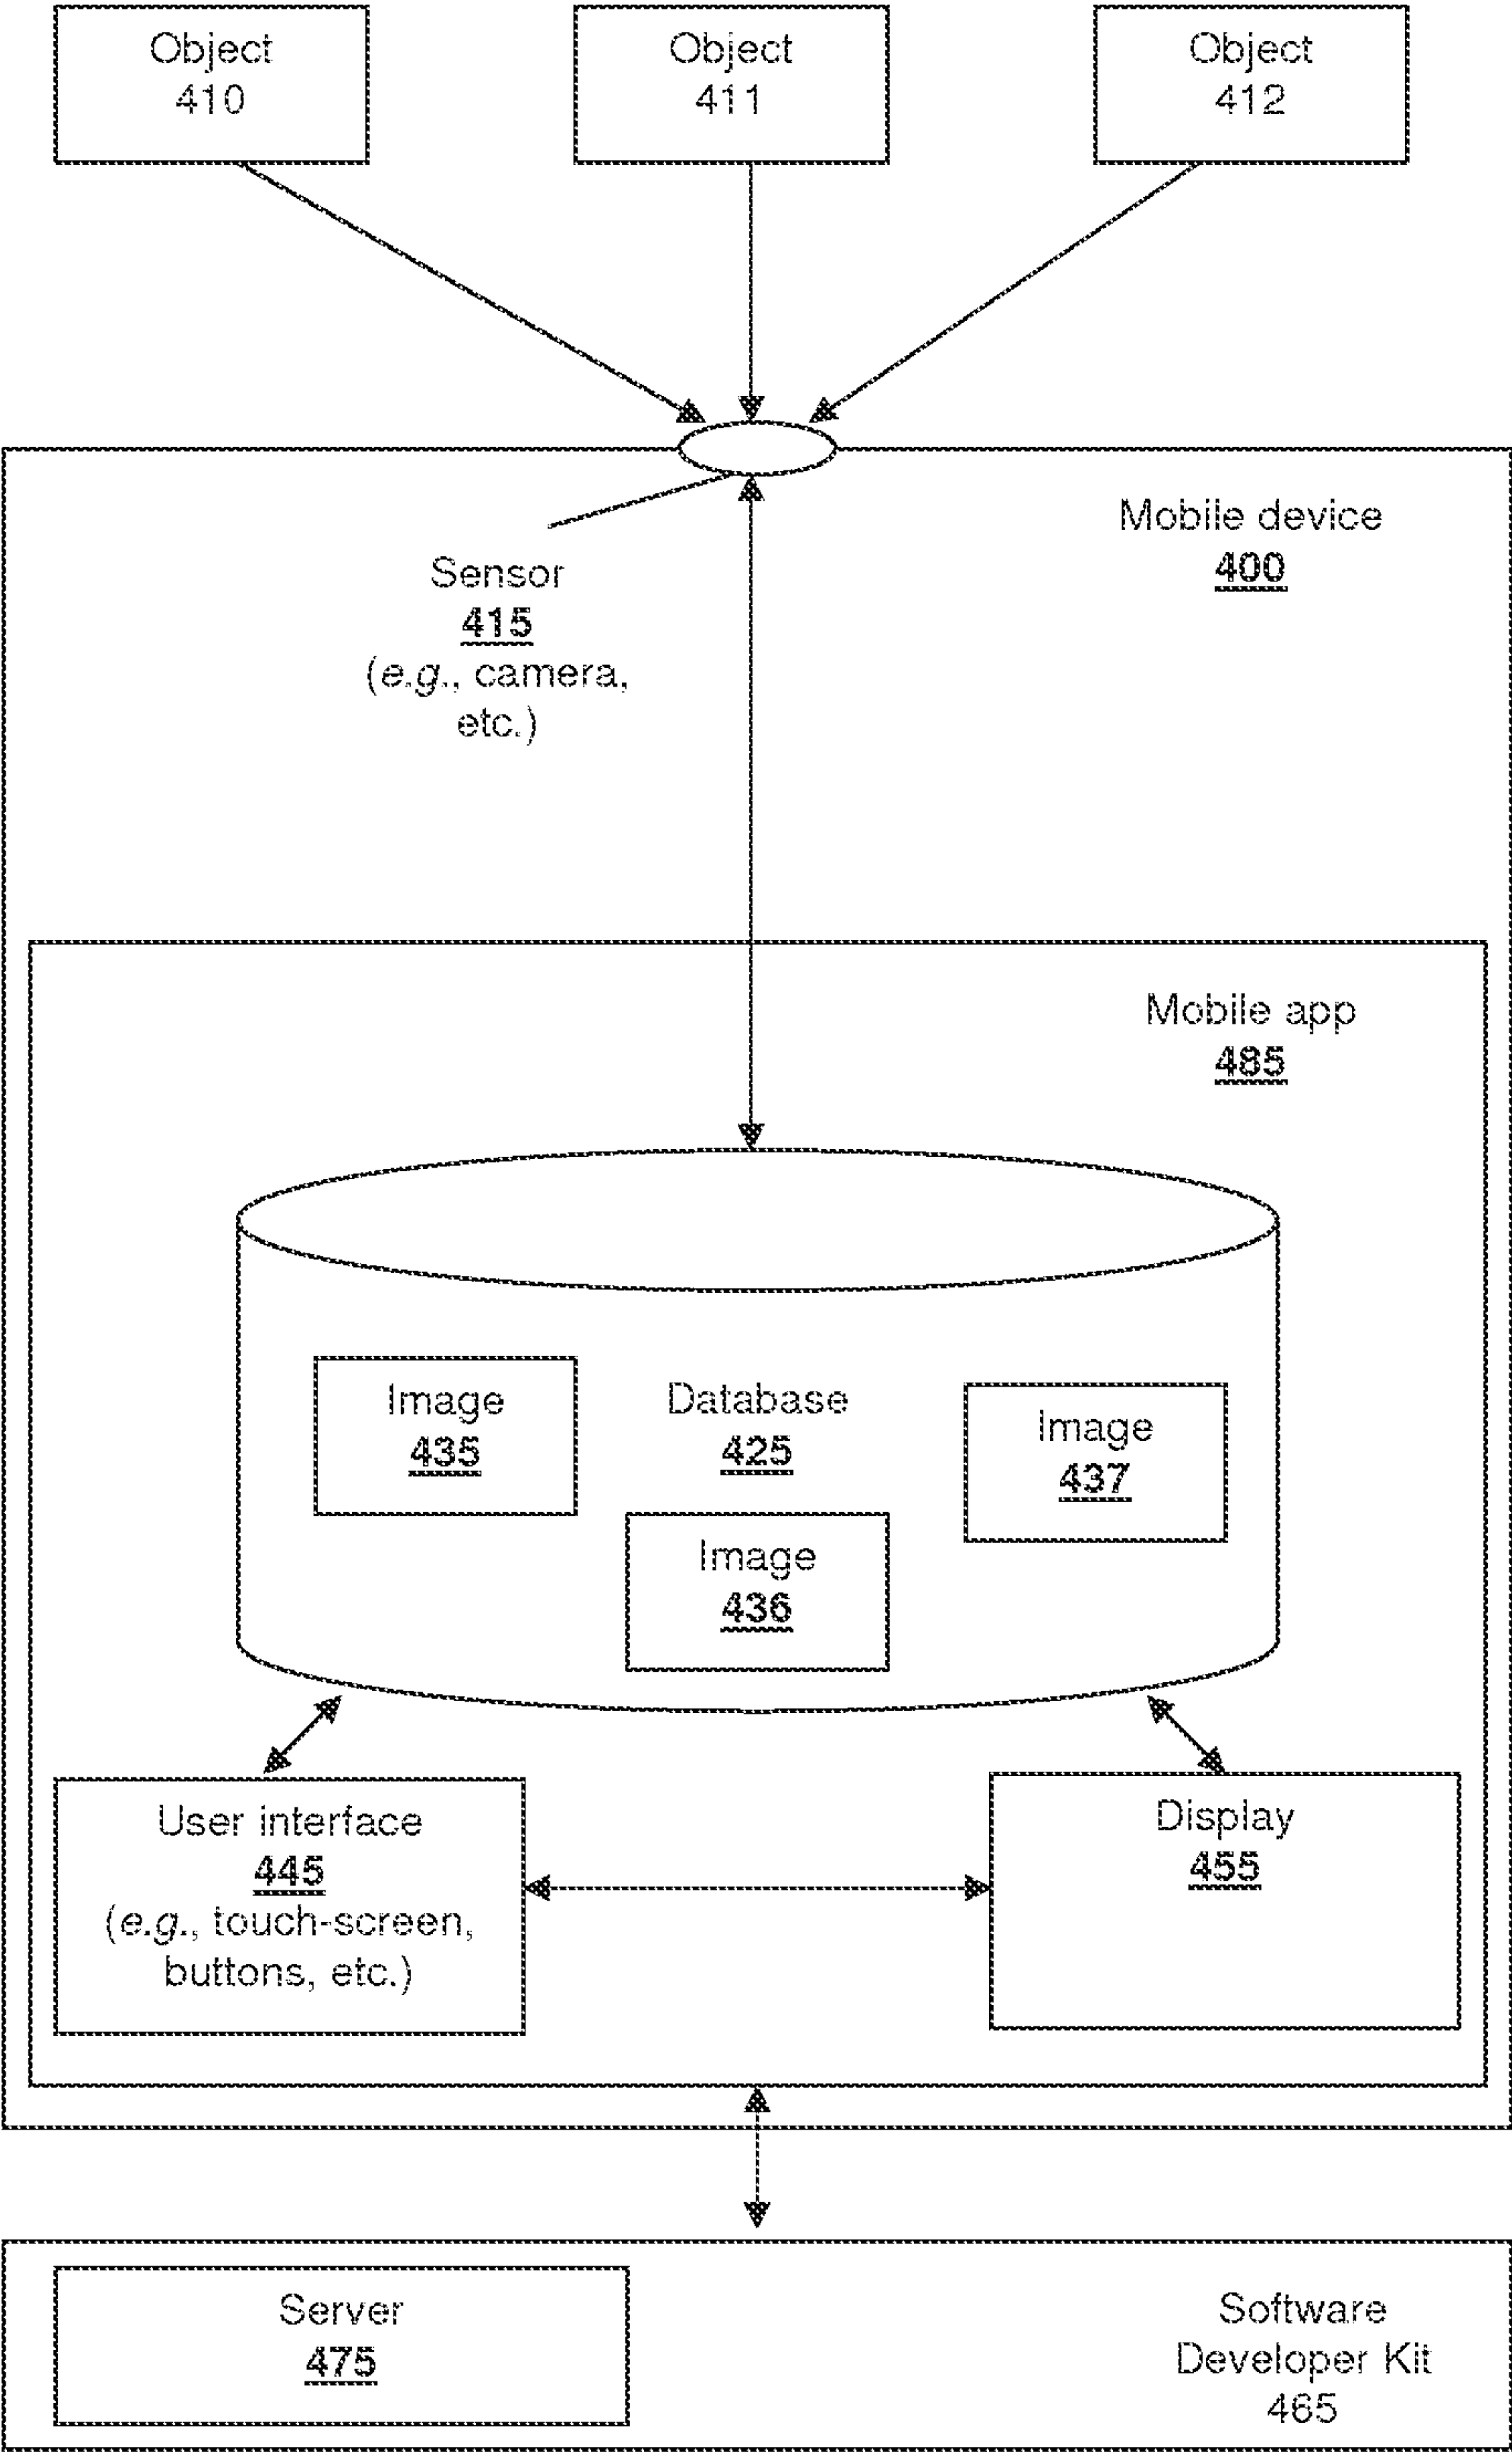 Object
410
Object
411
Object
412
Mobile device
400
Sensor
415
(e.g., camera,
etc.)
Mobile app
485
Image
435
Database
425
Image
437
Image
436
User interface
445
(e.g., touch-screen,
buttons, etc.)
Display
455
Server
475
Software
Developer Kit
465